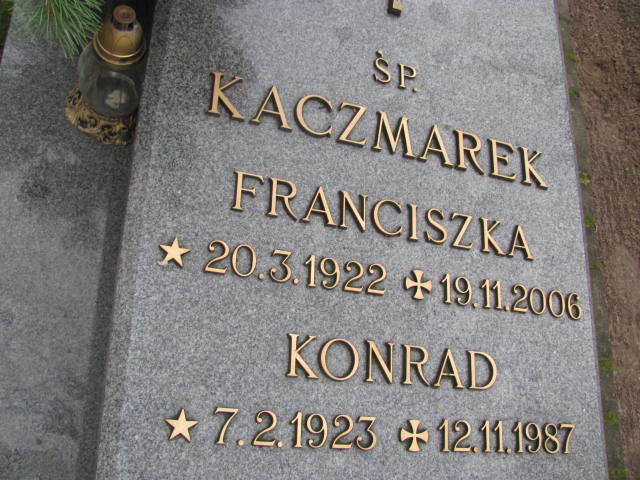 ŚP.
KACZMAREK
FRANCISZKA
★ 20.3.1922 ✠ 19.11.2006
KONRAD
★ 7.2.1923 ✠ 12.11.1987